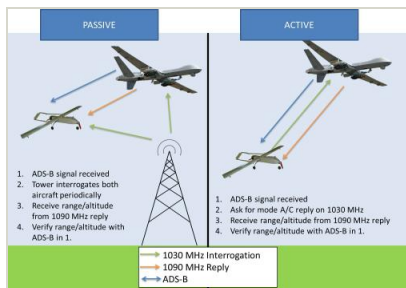 PASSIVE
1. ADS-B signal received
2. Tower interrogates both
aircraft periodically
3. Receive range/altitude
from 1090 MHz reply
4. Verify range/altitude with
ADS-B in 1.
ACTIVE
1. ADS-B signal received
2. Ask for mode A/C reply on 1030 MHz
3. Receive range/altitude from 1090 MHz reply
4. Verify range/altitude with ADS-B in 1.
1030 MHz Interrogation
1090 MHz Reply
ADS-B